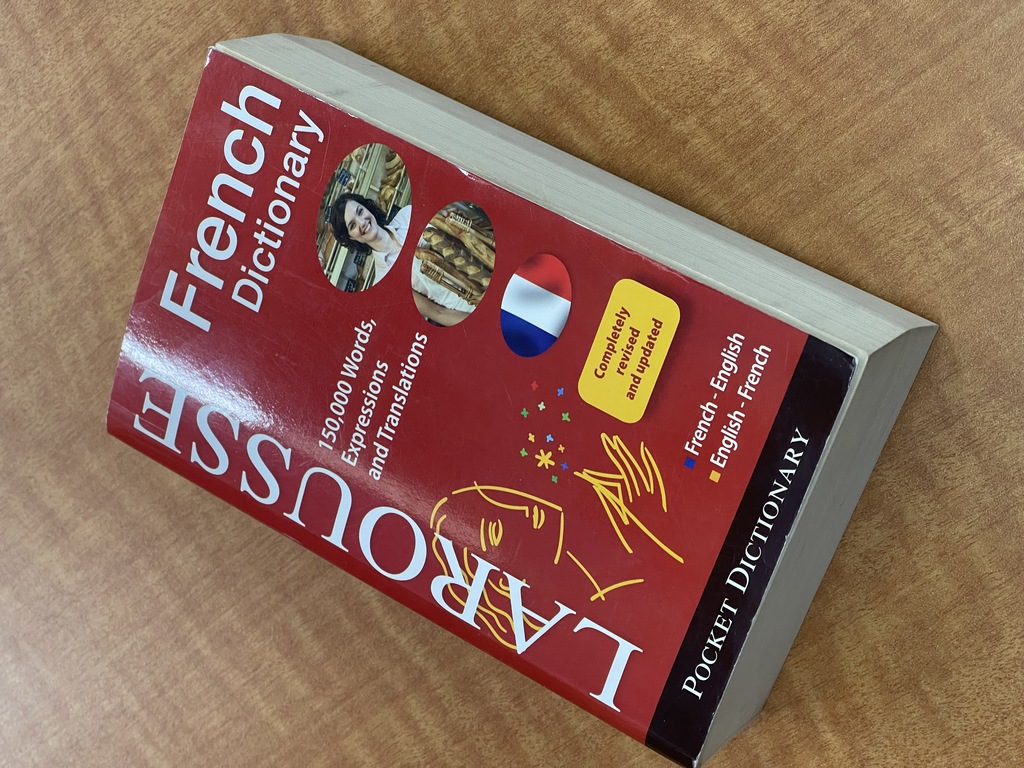 French
Dictionary
LAROUSSE
150,000 Words,
Expressions
and Translations
Completely
revised
and updated
French - English
English - French
POCKET DICTIONARY